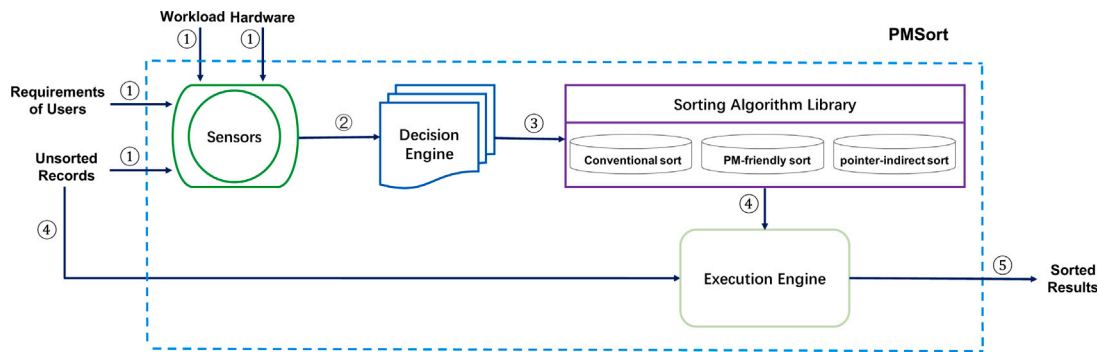 Workload Hardware
① ①
PMSort
Requirements
of Users
①
Unsorted
Records
①
Sensors
②
Decision
Engine
③
Sorting Algorithm Library
Conventional sort
PM-friendly sort
pointer-indirect sort
④
④
Execution Engine
⑤
Sorted
Results